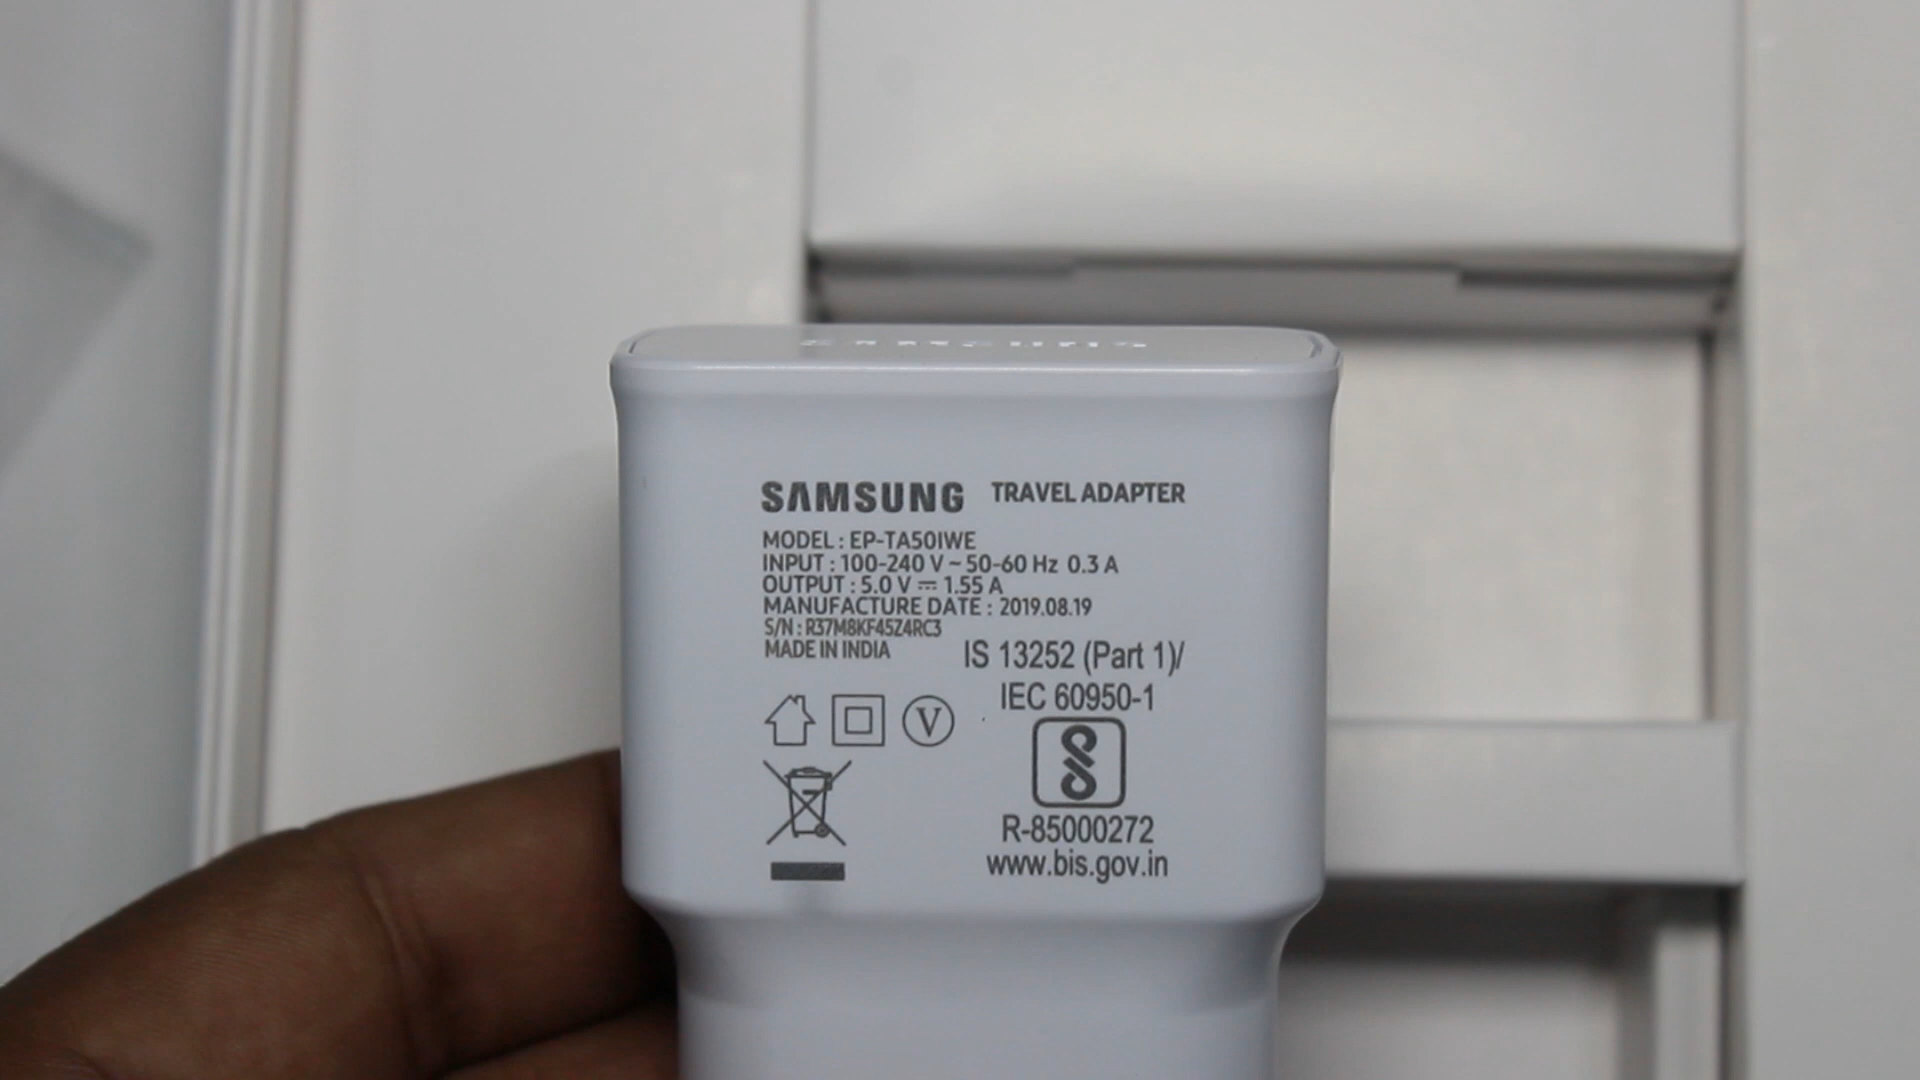 SAMSUNG TRAVEL ADAPTER
MODEL : EP-TA50IWE
INPUT : 100-240 V ~ 50-60 Hz 0.3 A
OUTPUT : 5.0 V ⎓ 1.55 A
MANUFACTURE DATE : 2019.08.19
S/N : R37M8KF45Z4RC3
MADE IN INDIA
IS 13252 (Part 1)/
IEC 60950-1
V
R-85000272
www.bis.gov.in